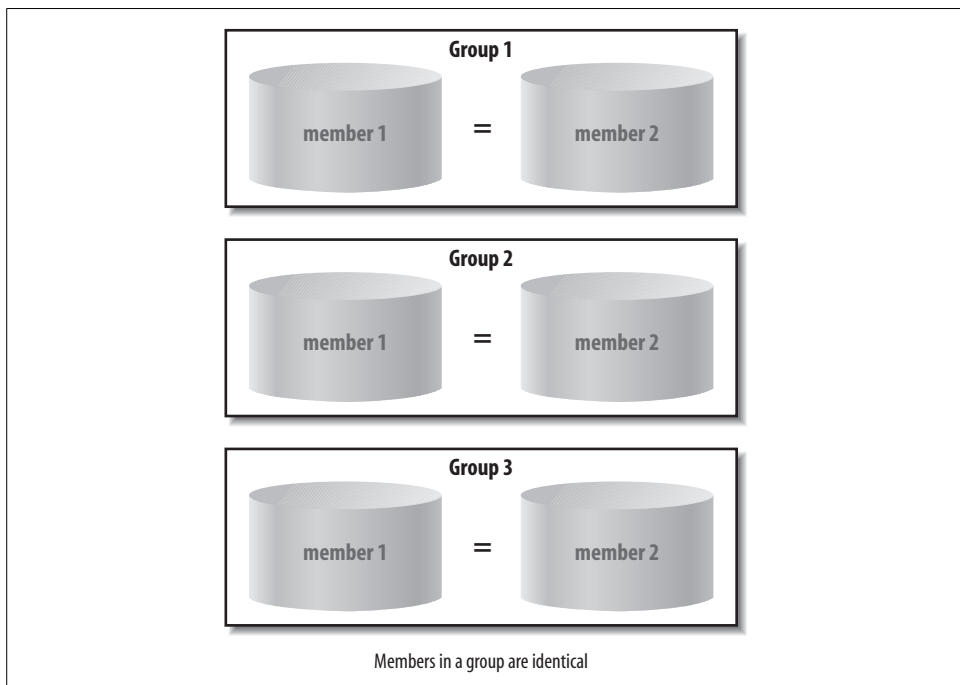 Group 1
member 1 = member 2
Group 2
member 1 = member 2
Group 3
member 1 = member 2
Members in a group are identical